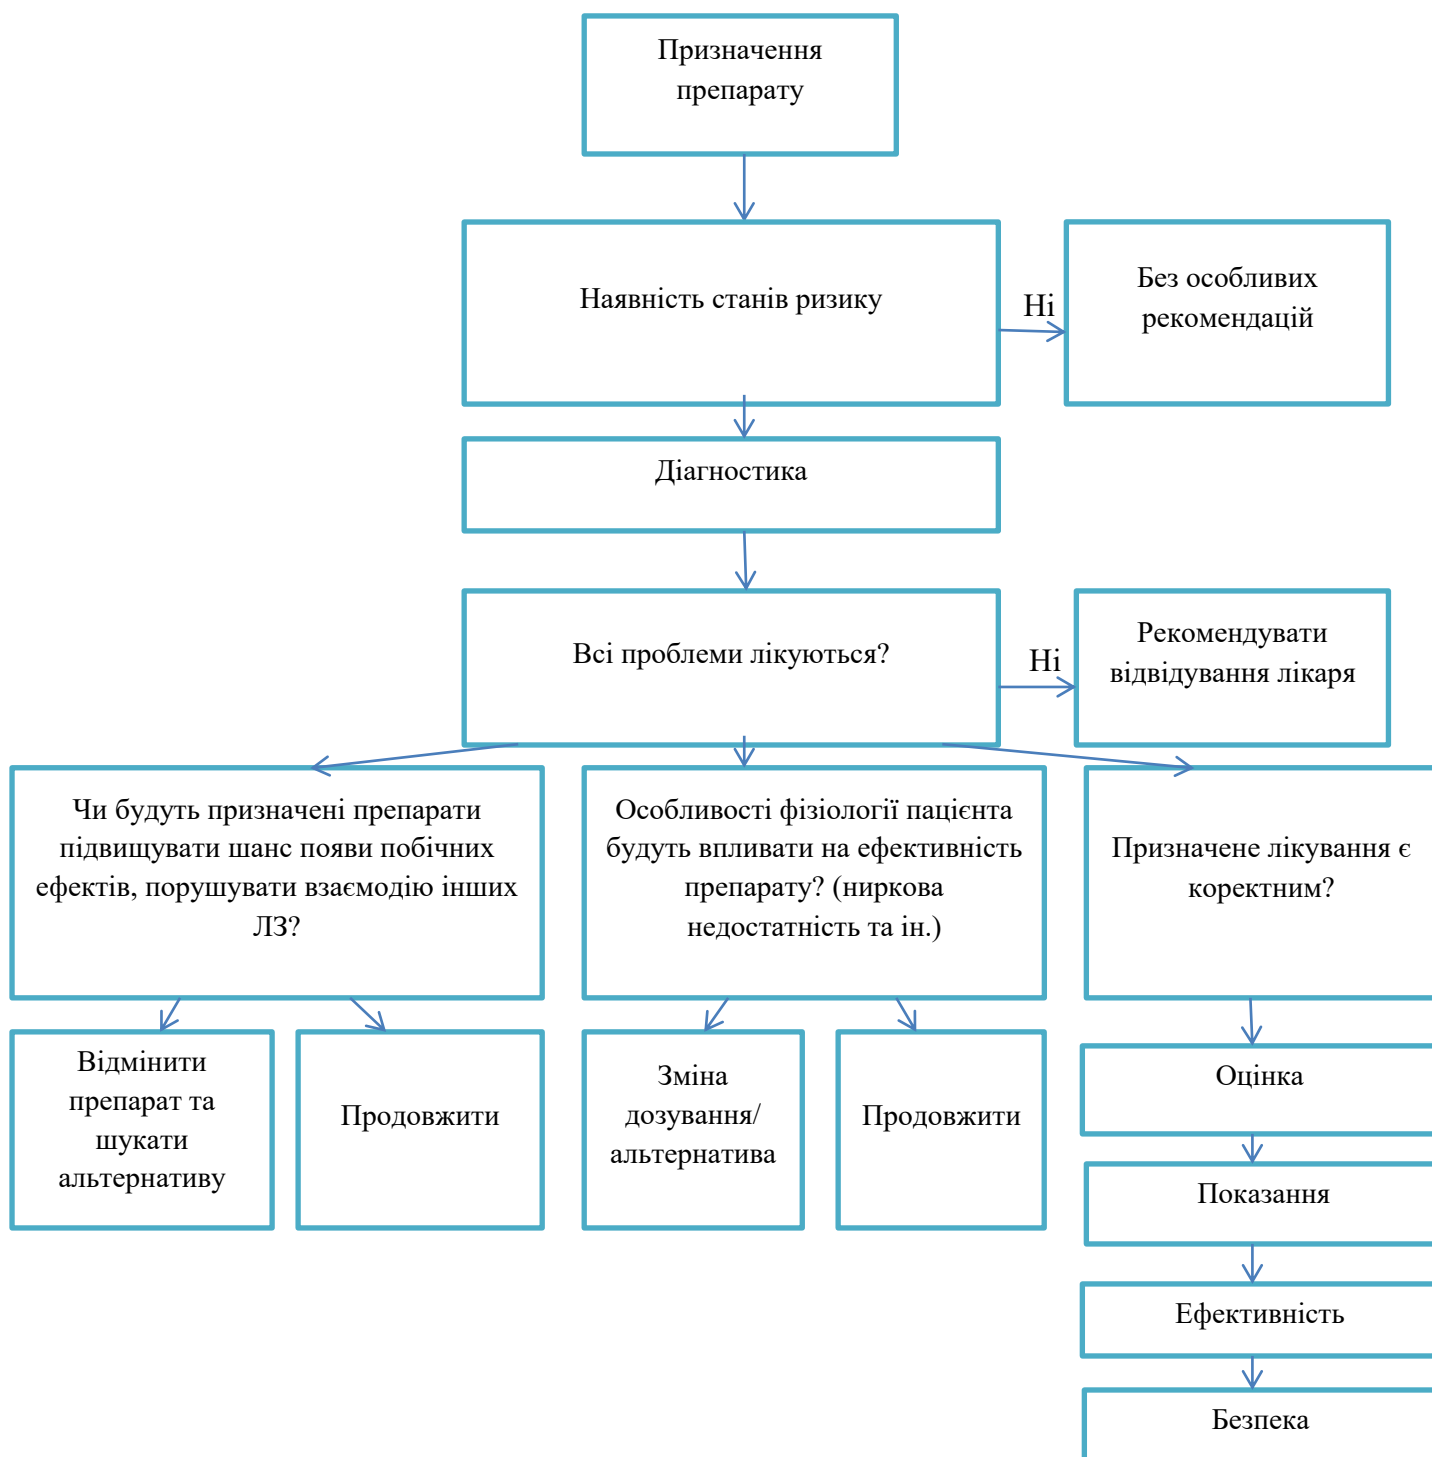 Призначення
препарату
Наявність станів ризику
Ні
Без особливих
рекомендацій
Діагностика
Всі проблеми лікуються?
Ні
Рекомендувати
відвідування лікаря
Чи будуть призначені препарати
підвищувати шанс появи побічних
ефектів, порушувати взаємодію інших
ЛЗ?
Особливості фізіології пацієнта
будуть впливати на ефективність
препарату? (ниркова
недостатність та ін.)
Призначене лікування є
коректним?
Відмінити
препарат та
шукати
альтернативу
Продовжити
Зміна
дозування/
альтернатива
Продовжити
Оцінка
Показання
Ефективність
Безпека